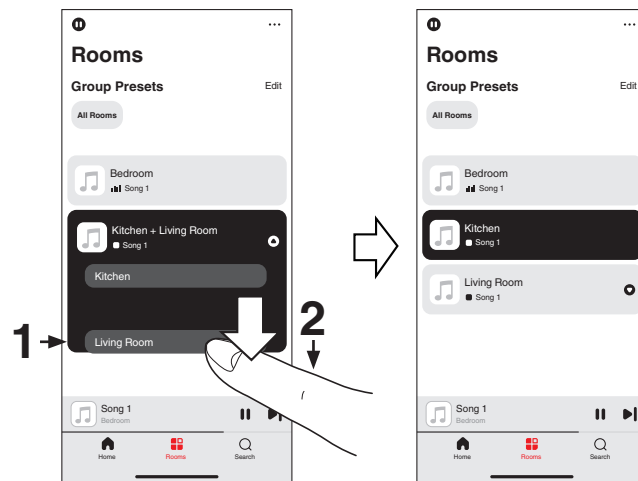 ...
Rooms
Group Presets Edit
All Rooms
Bedroom
Song 1
Kitchen + Living Room
Song 1
Kitchen
Living Room
1
2
Song 1
Bedroom
Home Rooms Search
...
Rooms
Group Presets Edit
All Rooms
Bedroom
Song 1
Kitchen
Song 1
Living Room
Song 1
Song 1
Bedroom
Home Rooms Search